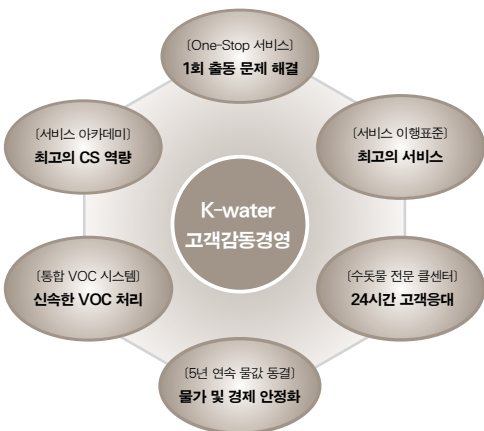 [One-Stop 서비스]
1회 출동 문제 해결
[서비스 아카데미]
최고의 CS 역량
[서비스 이행표준]
최고의 서비스
K-water
고객감동경영
[통합 VOC 시스템]
신속한 VOC 처리
[수돗물 전문 콜센터]
24시간 고객응대
[5년 연속 물값 동결]
물가 및 경제 안정화